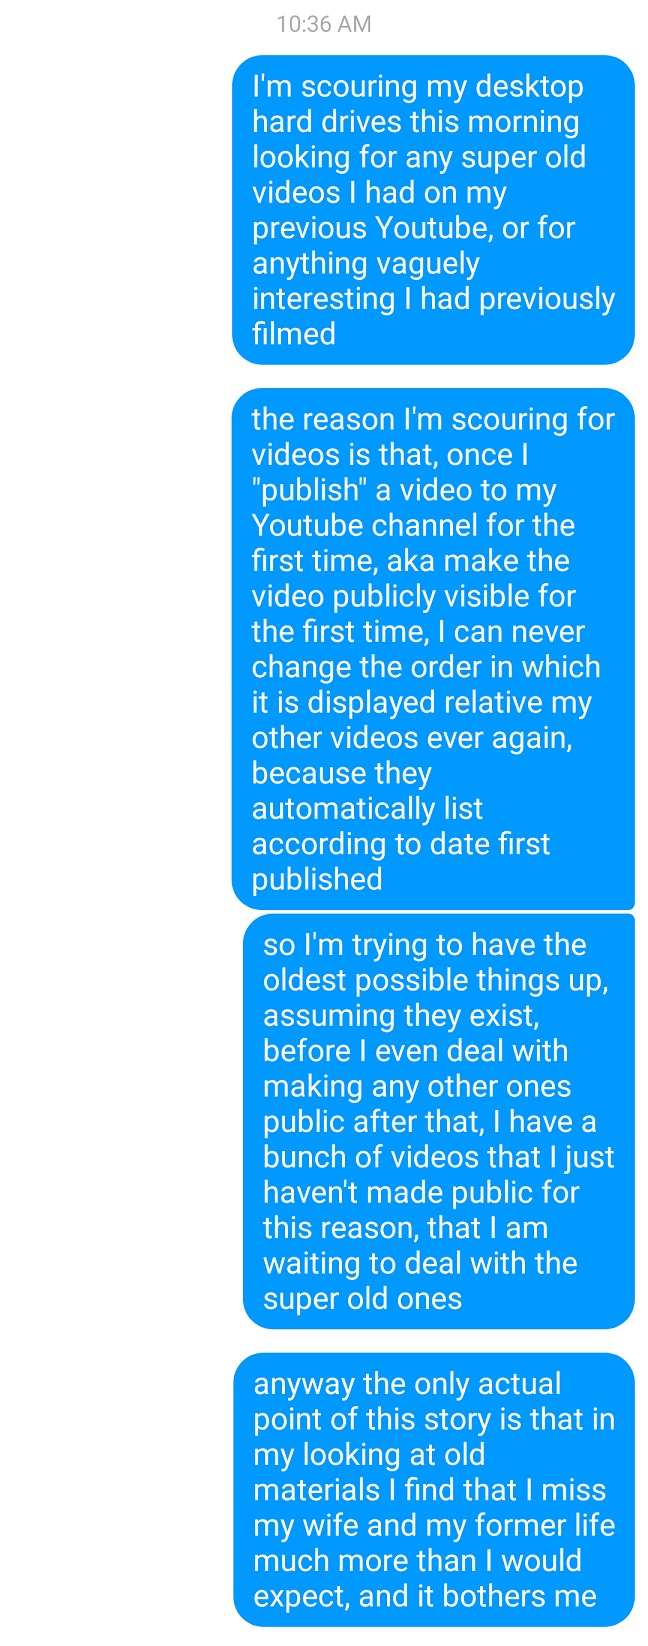 10:36 AM
I'm scouring my desktop
hard drives this morning
looking for any super old
videos I had on my
previous Youtube, or for
anything vaguely
interesting I had previously
filmed
the reason I'm scouring for
videos is that, once I
"publish" a video to my
Youtube channel for the
first time, aka make the
video publicly visible for
the first time, I can never
change the order in which
it is displayed relative my
other videos ever again,
because they
automatically list
according to date first
published
so I'm trying to have the
oldest possible things up,
assuming they exist,
before I even deal with
making any other ones
public after that, I have a
bunch of videos that I just
haven't made public for
this reason, that I am
waiting to deal with the
super old ones
anyway the only actual
point of this story is that in
my looking at old
materials I find that I miss
my wife and my former life
much more than I would
expect, and it bothers me